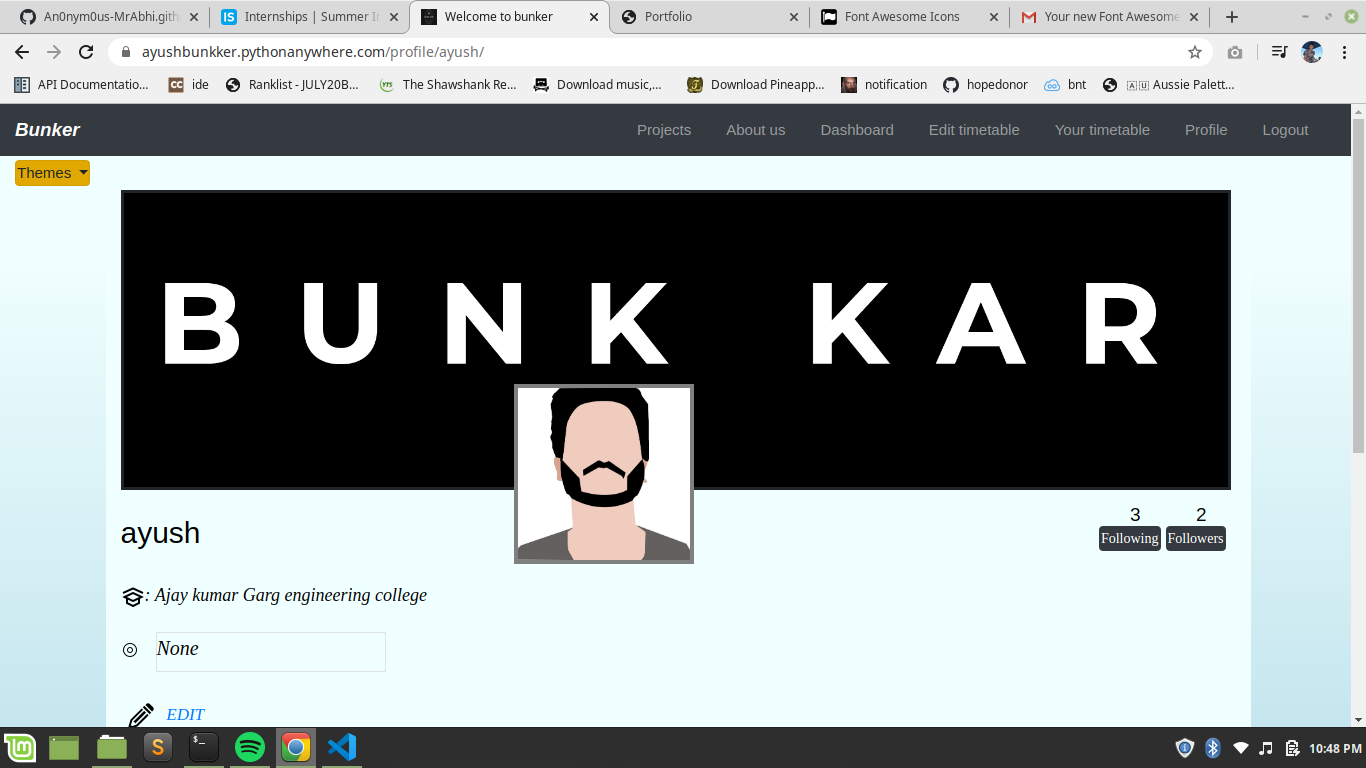 An0nym0us-MrAbhi.gith
Internships | Summer In
Welcome to bunker
Portfolio
Font Awesome Icons
Your new Font Awesome
ayushbunkker.pythonanywhere.com/profile/ayush/
API Documentatio...
ide
Ranklist - JULY20B...
The Shawshank Re...
Download music,...
Download Pineapp...
notification
hopedonor
bnt
🇦🇺 Aussie Palett...
Bunker
Projects
About us
Dashboard
Edit timetable
Your timetable
Profile
Logout
Themes
BUNK KAR
ayush
3
2
Following
Followers
: Ajay kumar Garg engineering college
None
EDIT
10:48 PM